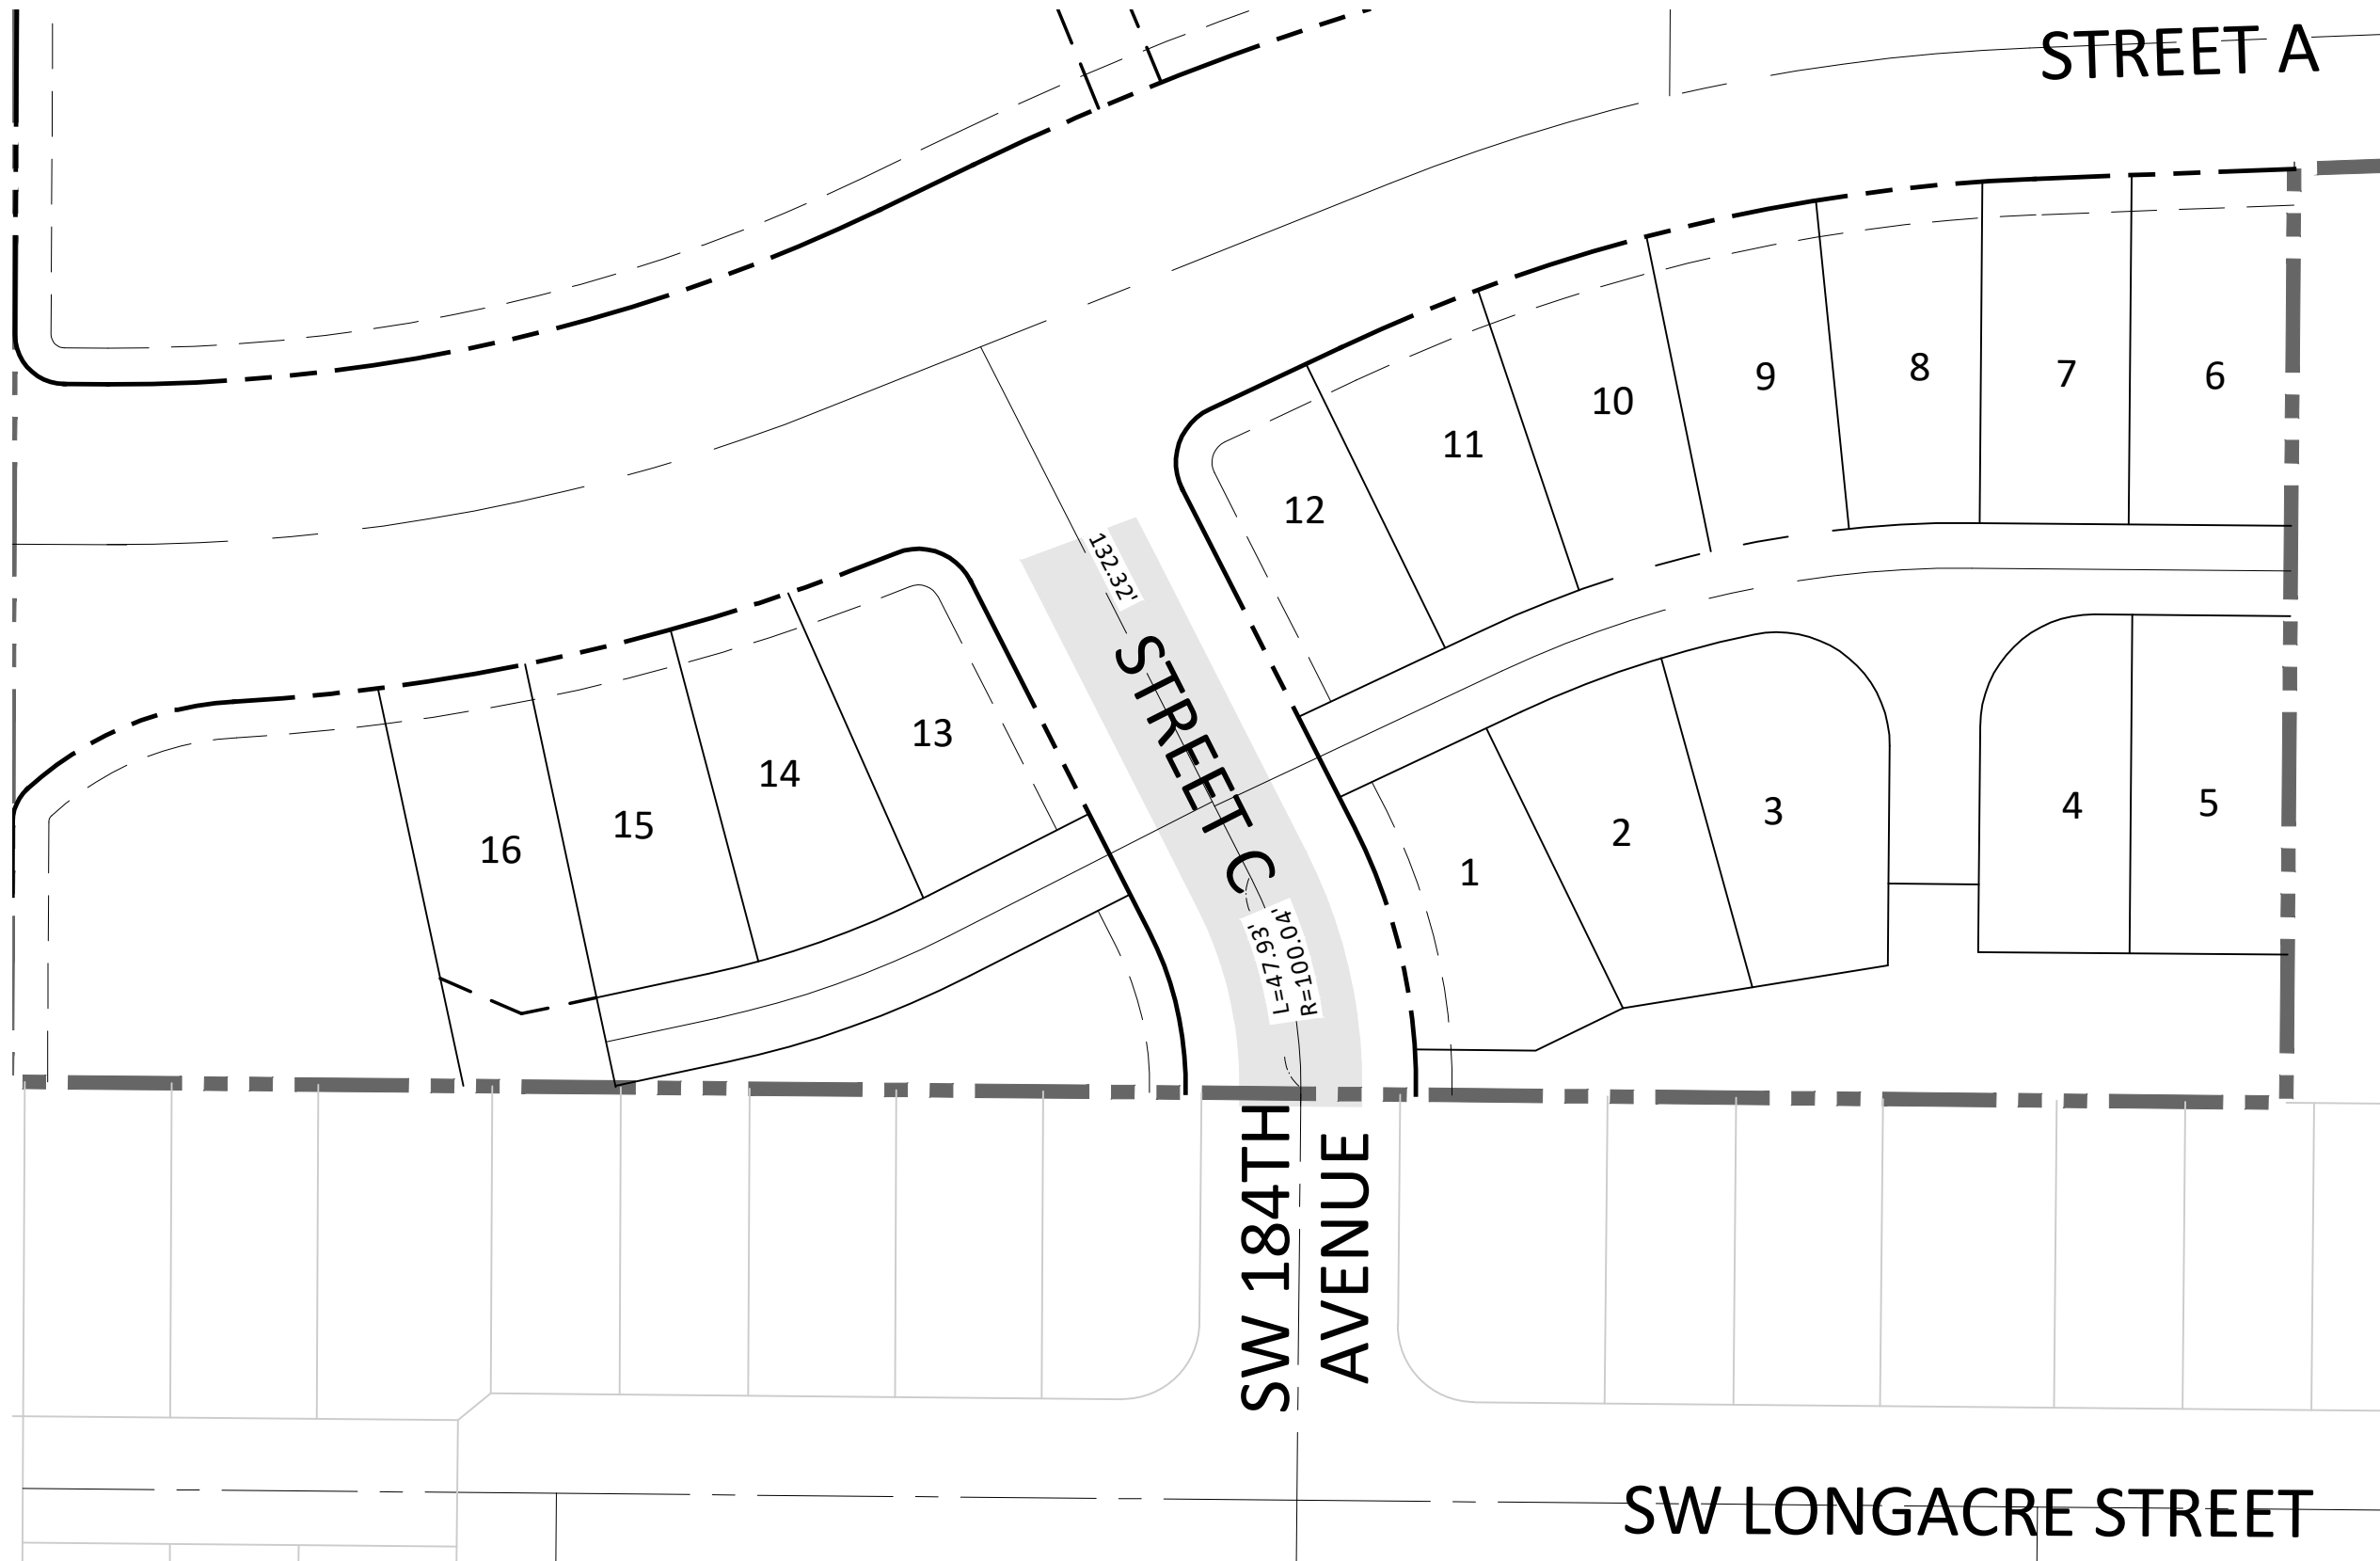 STREET A
9
8
7
6
10
11
12
132.32'
STREET C
13
14
15
16
1
2
3
4
5
L=47.93'
R=100.04'
SW 184TH
AVENUE
SW LONGACRE STREET